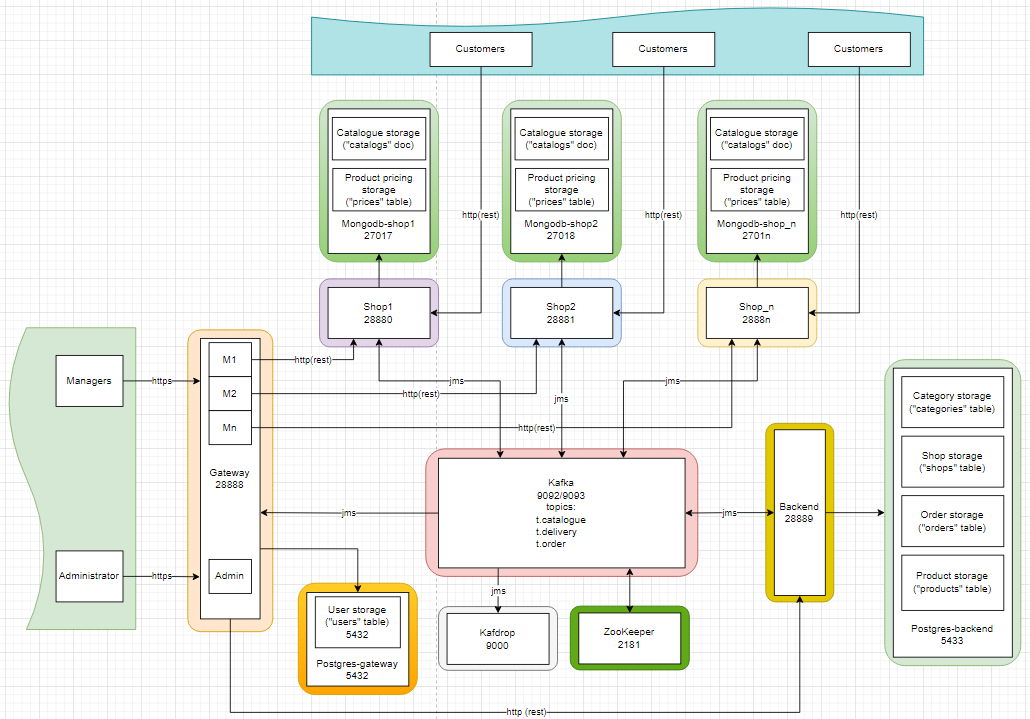 Customers
Customers
Customers
Catalogue storage
("catalogs" doc)
Product pricing
storage
("prices" table)
Mongodb-shop1
27017
Catalogue storage
("catalogs" doc)
Product pricing
storage
("prices" table)
Mongodb-shop2
27018
Catalogue storage
("catalogs" doc)
Product pricing
storage
("prices" table)
Mongodb-shop_n
2701n
http(rest)
http(rest)
http(rest)
Shop1
28880
Shop2
28881
Shop_n
2888n
Managers
https
M1
M2
Mn
Gateway
28888
Admin
http(rest)
http(rest)
http(rest)
jms
jms
jms
Administrator
https
Kafka
9092/9093
topics:
t.catalogue
t.delivery
t.order
jms
jms
jms
Backend
28889
Category storage
("categories" table)
Shop storage
("shops" table)
Order storage
("orders" table)
Product storage
("products" table)
Postgres-backend
5433
User storage
("users" table)
5432
Postgres-gateway
5432
Kafdrop
9000
ZooKeeper
2181
http (rest)